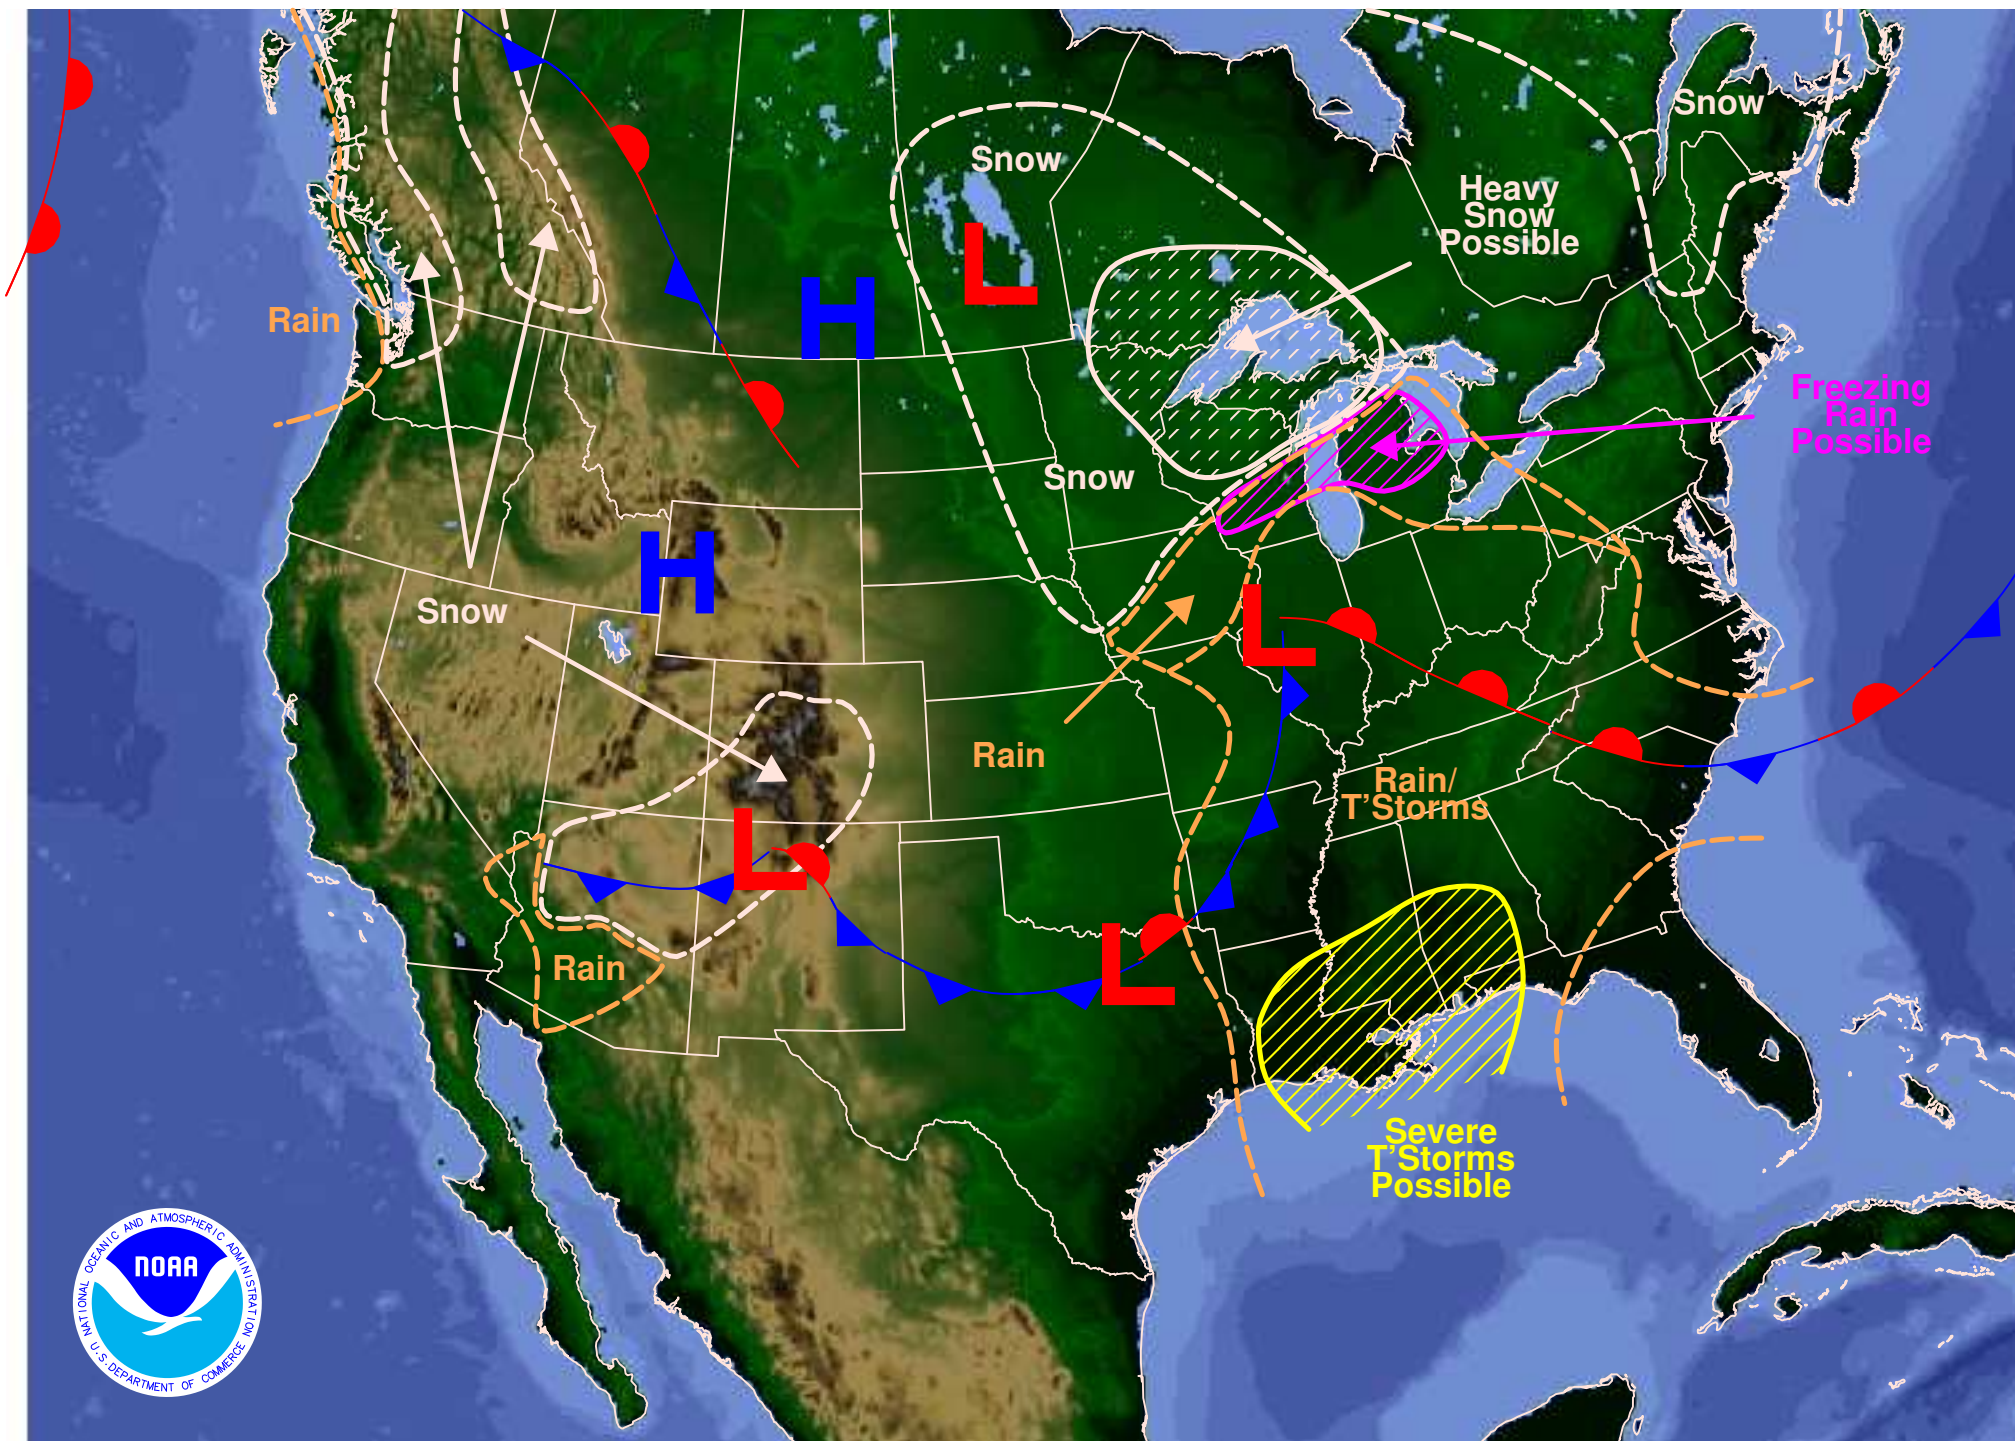 Snow
Snow
Heavy
Snow
Possible
L
H
Rain
Freezing
Rain
Possible
Snow
H
Snow
L
Rain
Rain/
T'Storms
L
L
Rain
Severe
T'Storms
Possible
NATIONAL OCEANIC AND ATMOSPHERIC ADMINISTRATION
NOAA
U.S. DEPARTMENT OF COMMERCE